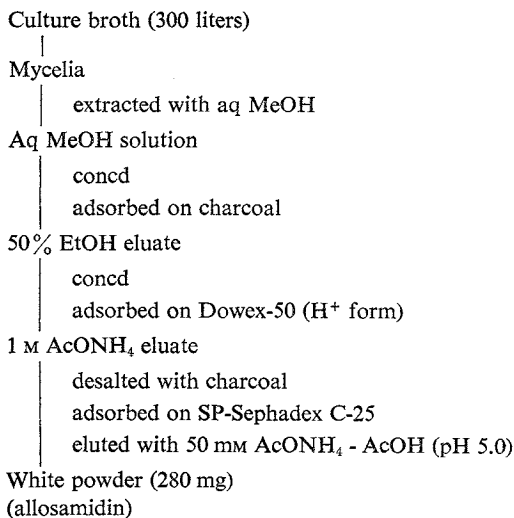 Culture broth (300 liters)
Mycelia
extracted with aq MeOH
Aq MeOH solution
concd
adsorbed on charcoal
50% EtOH eluate
concd
adsorbed on Dowex-50 (H⁺ form)
1 M AcONH₄ eluate
desalted with charcoal
adsorbed on SP-Sephadex C-25
eluted with 50 mM AcONH₄ - AcOH (pH 5.0)
White powder (280 mg)
(allosamidin)